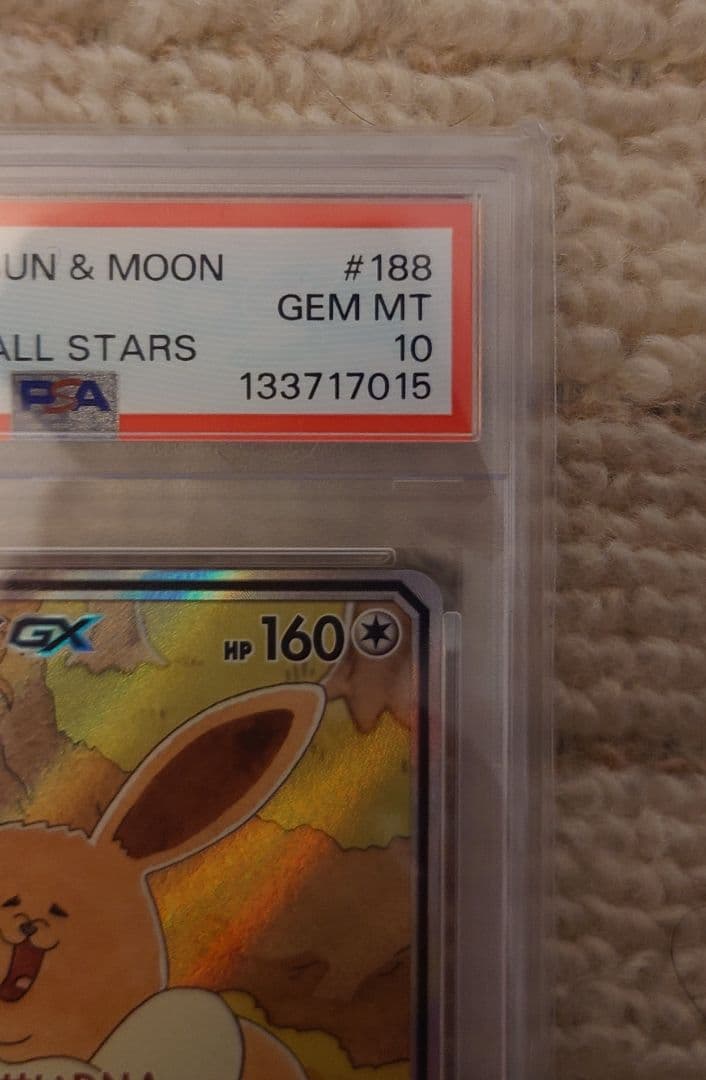 UN & MOON #188
GEM MT
ALL STARS 10
PSA 133717015
GX HP 160